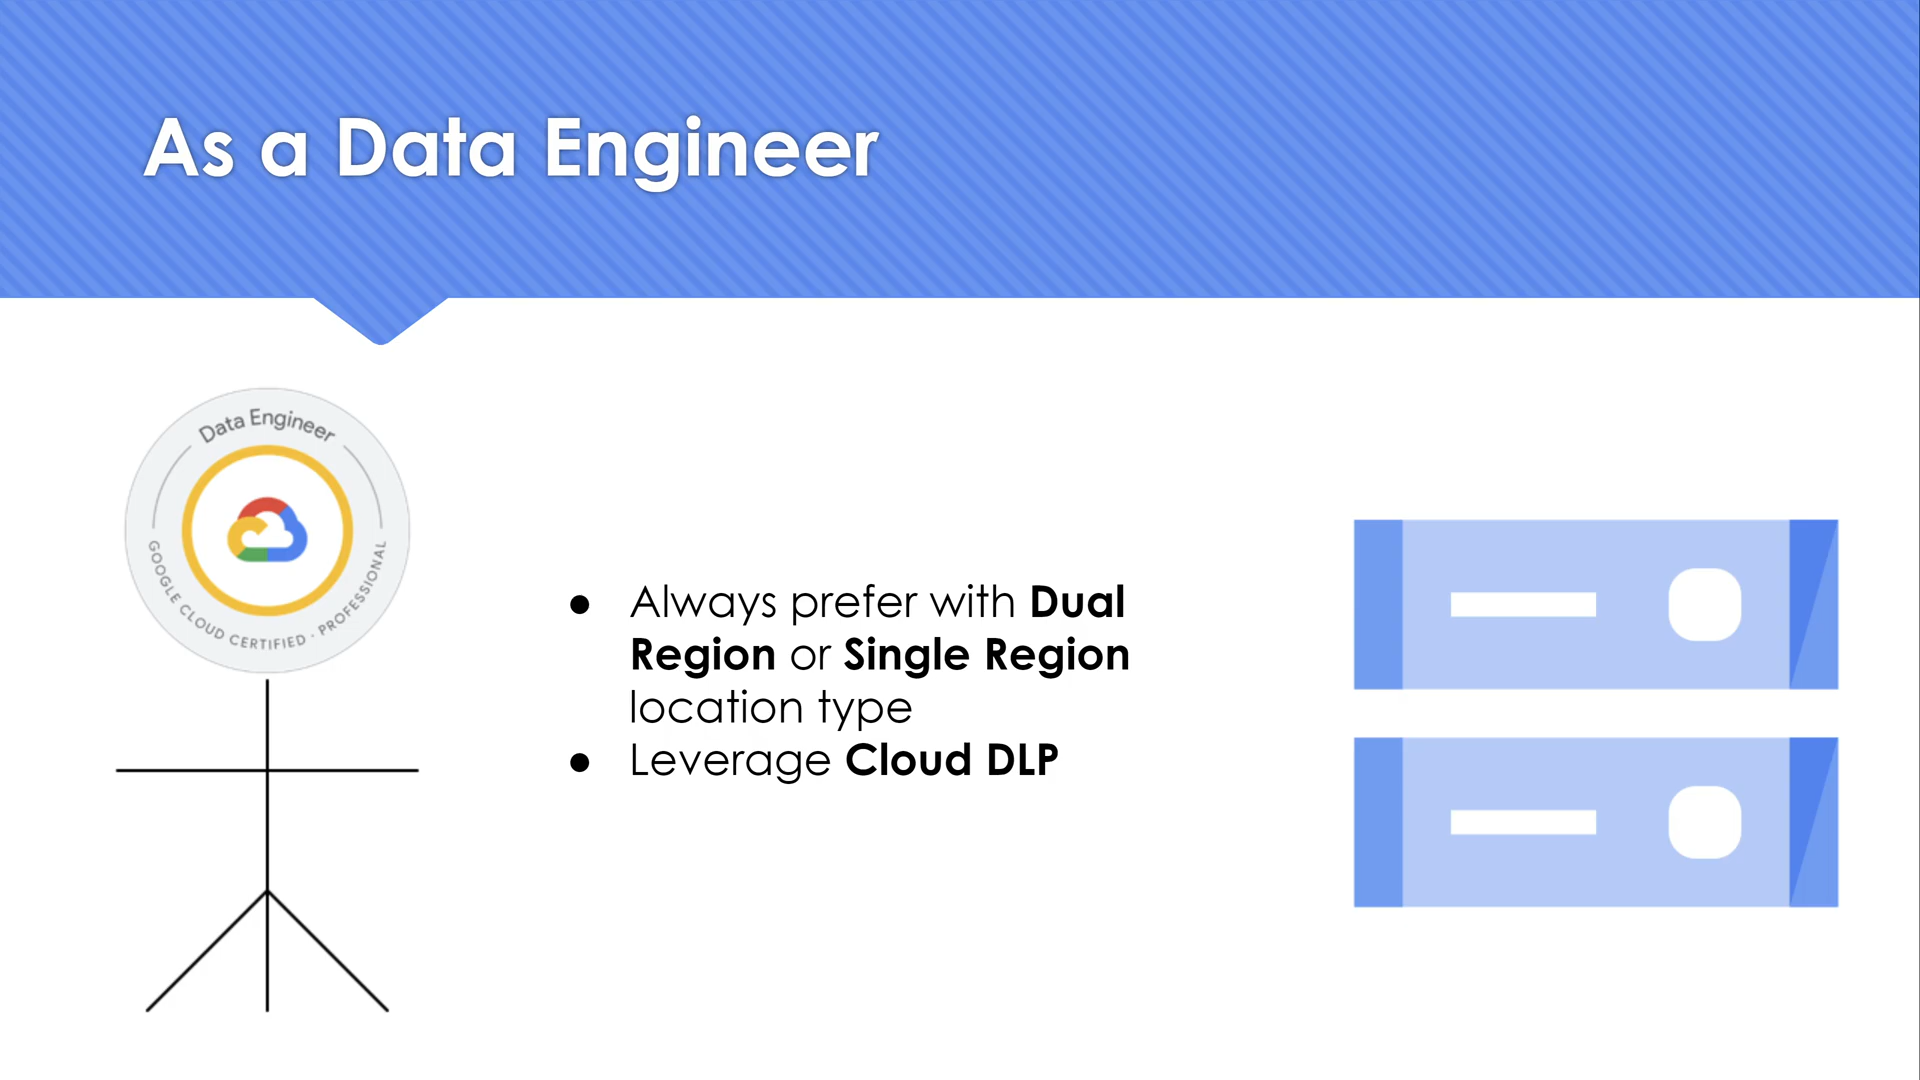 As a Data Engineer
Data Engineer
GOOGLE CLOUD CERTIFIED · PROFESSIONAL
● Always prefer with Dual
Region or Single Region
location type
● Leverage Cloud DLP